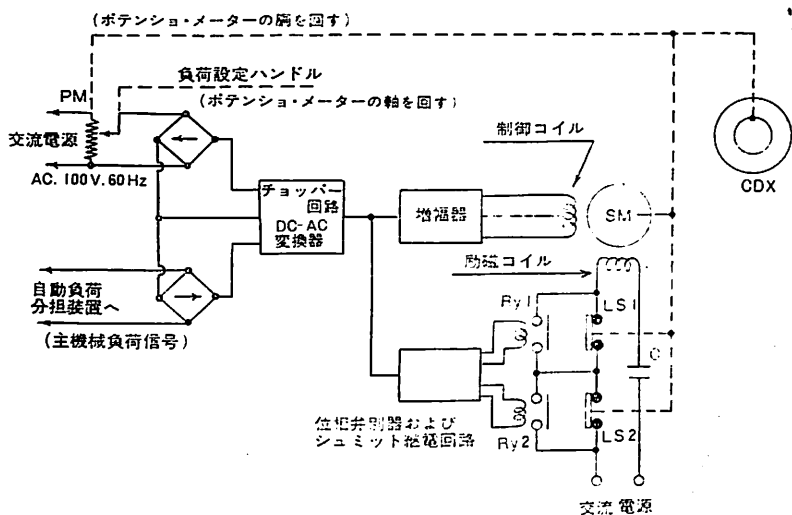 (ポテンショ・メーターの胴を回す)
負荷設定ハンドル
PM
(ポテンショ・メーターの軸を回す)
交流電源
AC. 100V. 60Hz
制御コイル
CDX
チョッパー
回路
DC-AC
変換器
増幅器
SM
励磁コイル
自動負荷
分担装置へ
(主機械負荷信号)
Ry1
LS1
C
位相弁別器および
シュミット継電回路
Ry2
LS2
交流電源